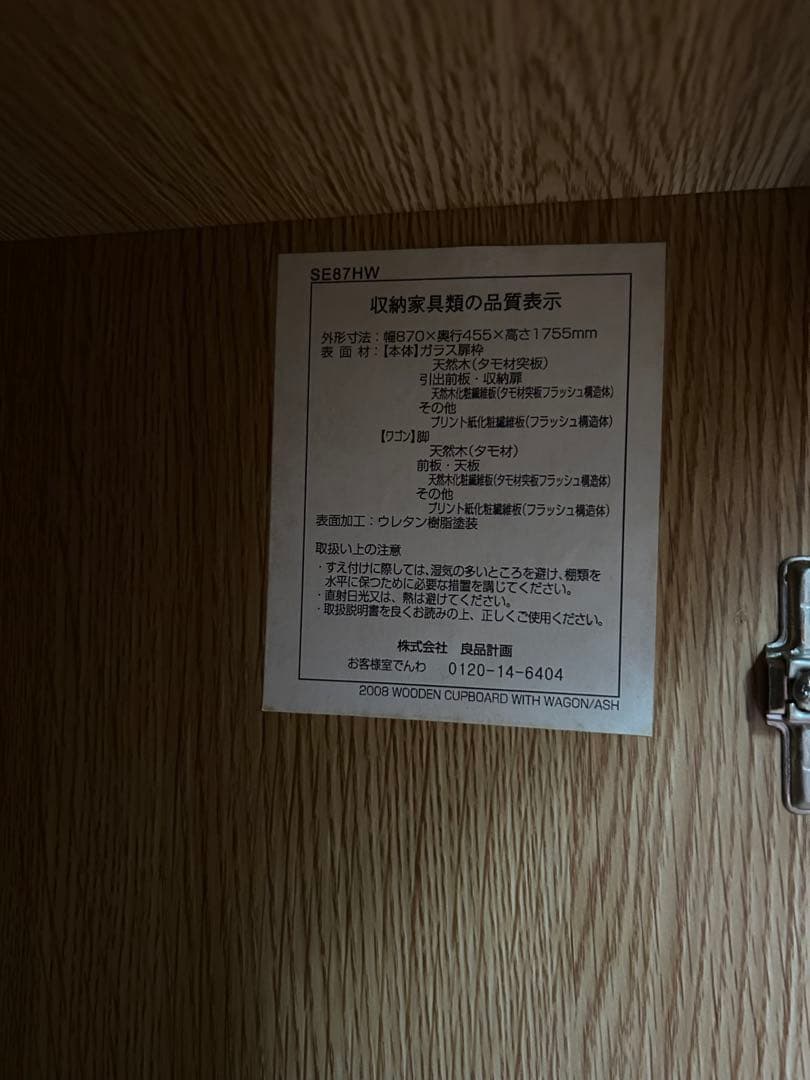 SE87HW
収納家具類の品質表示
外形寸法：幅870×奥行455×高さ1755mm
表 面 材：【本体】ガラス扉枠
天然木（タモ材突板）
引出前板・収納扉
天然木化粧繊維板（タモ材突板フラッシュ構造体）
その他
プリント紙化粧繊維板（フラッシュ構造体）
【ワゴン】脚
天然木（タモ材）
前板・天板
天然木化粧繊維板（タモ材突板フラッシュ構造体）
その他
プリント紙化粧繊維板（フラッシュ構造体）
表面加工：ウレタン樹脂塗装
取扱い上の注意
・すえ付けに際しては、湿気の多いところを避け、棚類を
水平に保つために必要な措置を講じてください。
・直射日光又は、熱は避けてください。
・取扱説明書を良くお読みの上、正しくご使用ください。
株式会社　良品計画
お客様室でんわ　0120-14-6404
2008 WOODEN CUPBOARD WITH WAGON/ASH